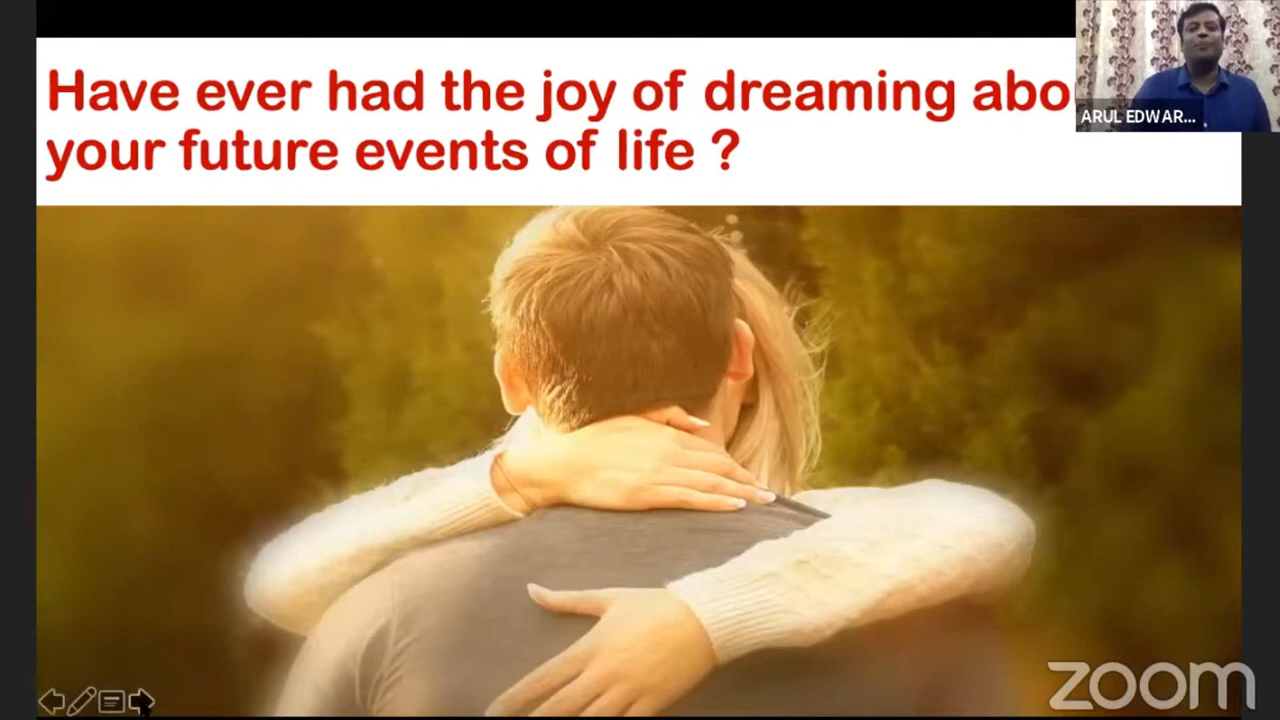 Have ever had the joy of dreaming abo
your future events of life ?
ARUL EDWAR...
zoom